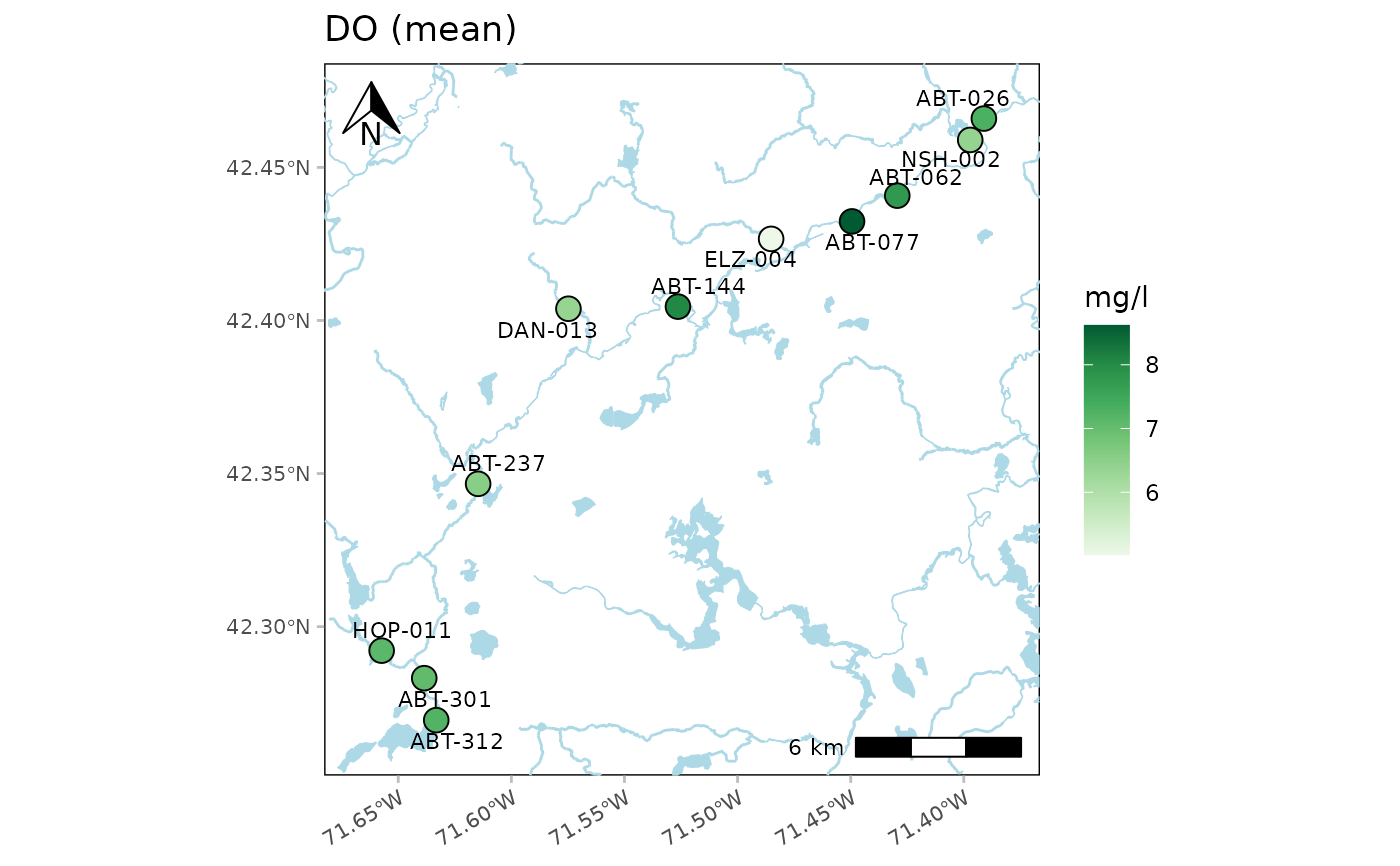 DO (mean)
N
ABT-026
NSH-002
ABT-062
ABT-077
ELZ-004
ABT-144
DAN-013
ABT-237
HOP-011
ABT-301
ABT-312
6 km
42.45°N
42.40°N
42.35°N
42.30°N
71.65°W
71.60°W
71.55°W
71.50°W
71.45°W
71.40°W
mg/l
8
7
6